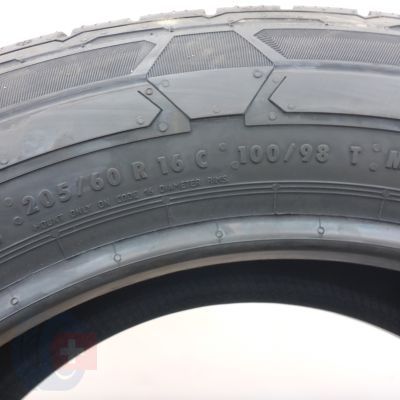 205/60 R 16 C 100/98 T M
MOUNT ONLY ON CODE 16 DIAMETER RIMS